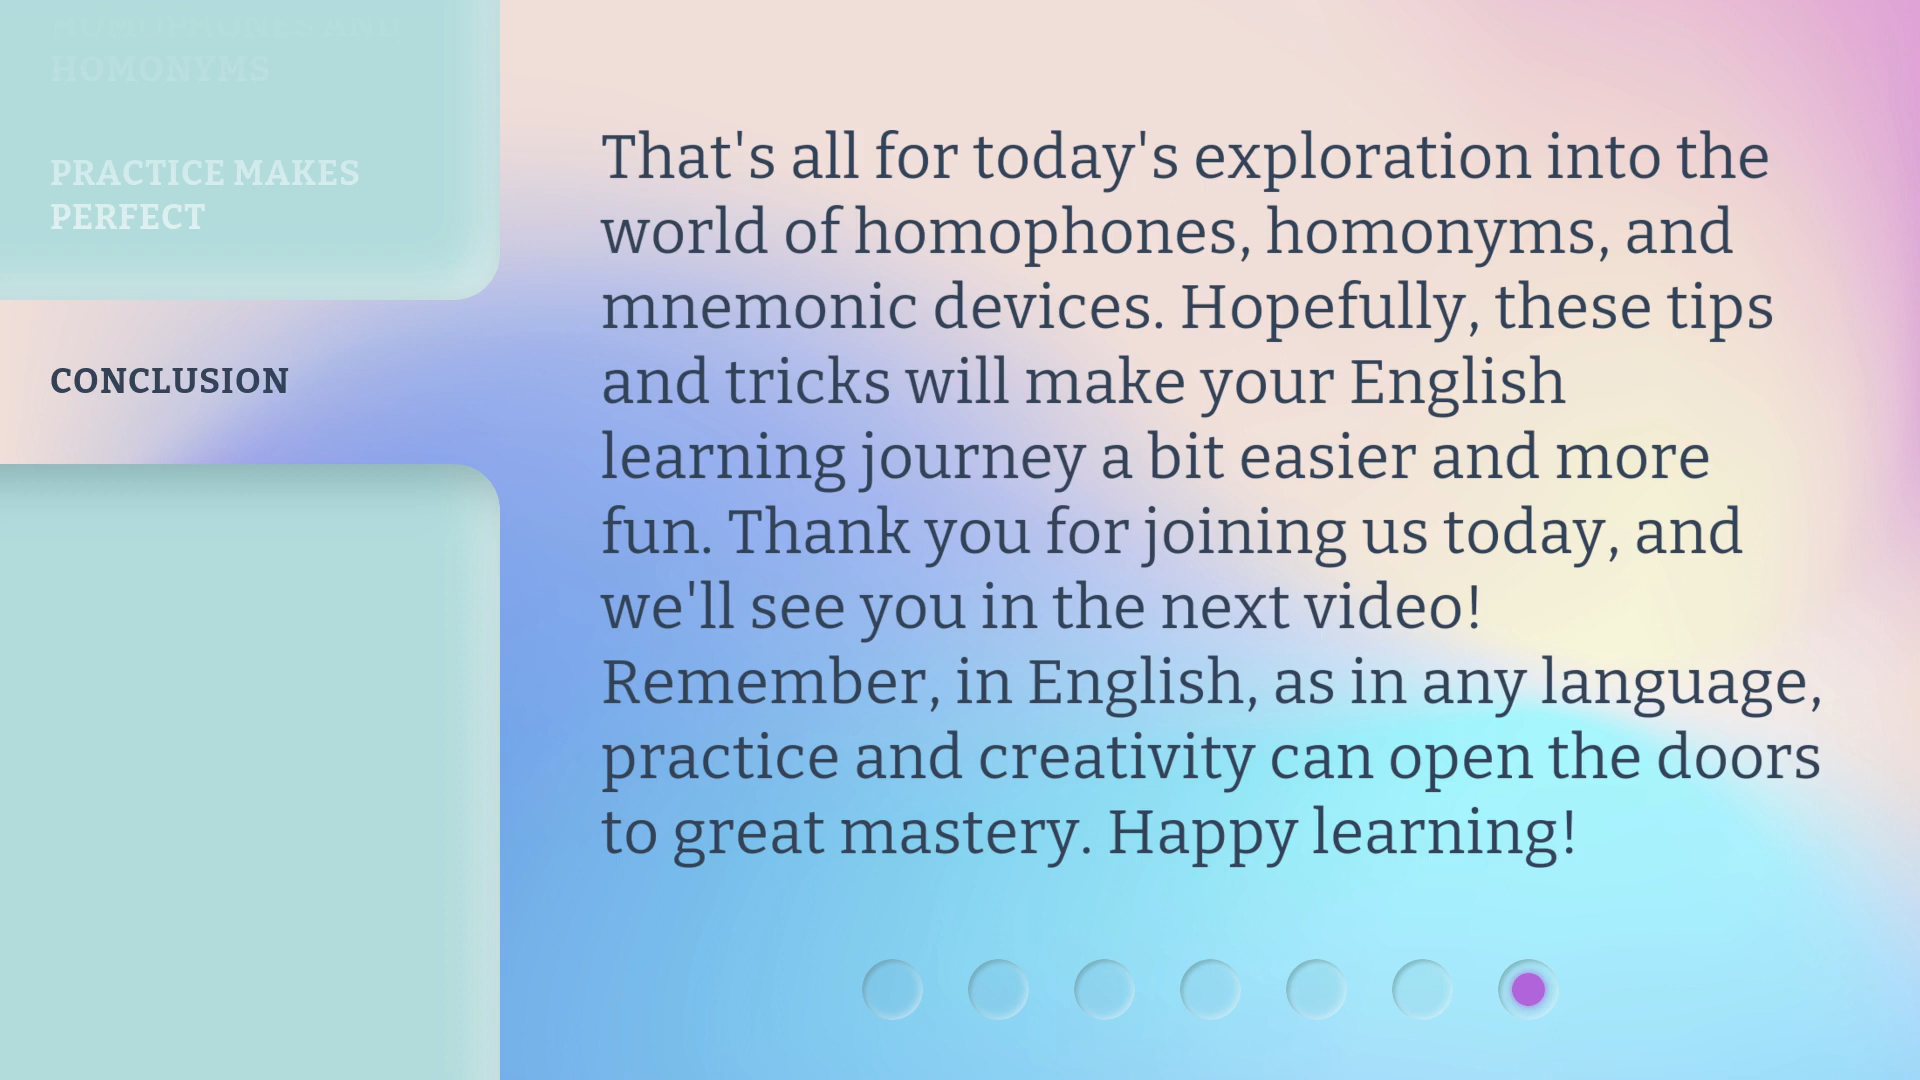 HOMOPHONES AND
HOMONYMS
PRACTICE MAKES
PERFECT
CONCLUSION
That's all for today's exploration into the
world of homophones, homonyms, and
mnemonic devices. Hopefully, these tips
and tricks will make your English
learning journey a bit easier and more
fun. Thank you for joining us today, and
we'll see you in the next video!
Remember, in English, as in any language,
practice and creativity can open the doors
to great mastery. Happy learning!